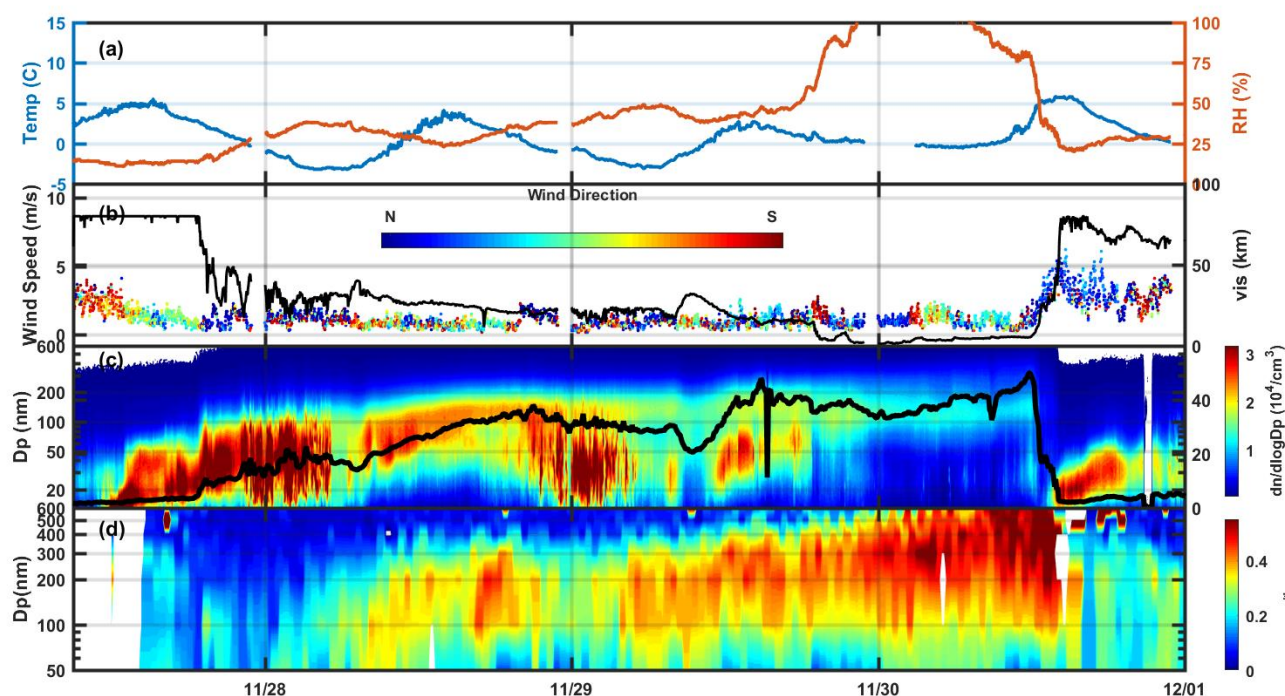 (a)
15
10
5
0
-5
Temp (C)
100
75
50
25
0
RH (%)
(b)
Wind Direction
N
S
10
5
0
Wind Speed (m/s)
100
50
0
vis (km)
(c)
600
200
100
50
20
Dp (nm)
40
20
0
3
2
1
dn/dlogDp (10⁴/cm³)
(d)
600
500
400
300
200
100
50
Dp(nm)
0.4
0.2
0
11/28
11/29
11/30
12/01